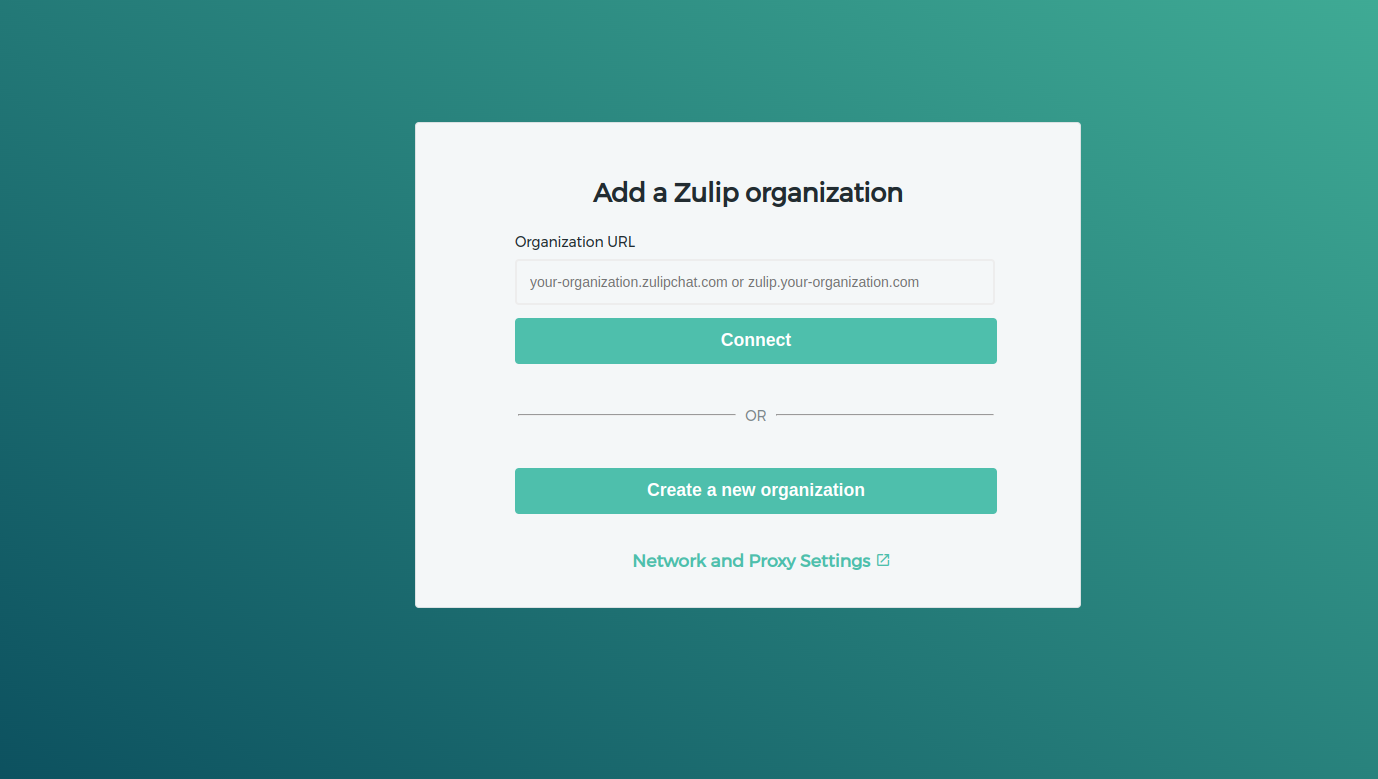 Add a Zulip organization
Organization URL
your-organization.zulipchat.com or zulip.your-organization.com
Connect
OR
Create a new organization
Network and Proxy Settings